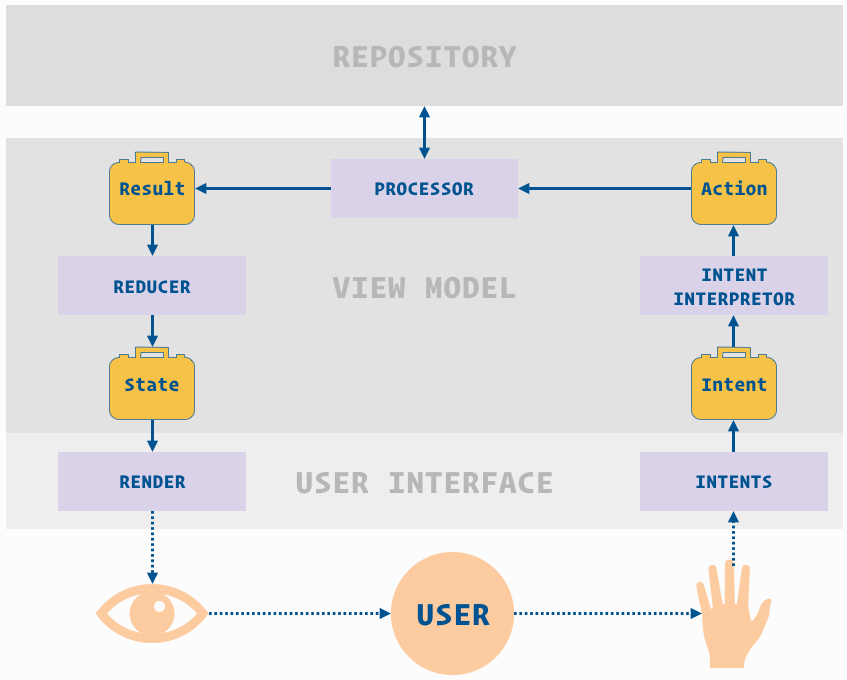 REPOSITORY
Result
PROCESSOR
Action
REDUCER
VIEW MODEL
INTENT
INTERPRETOR
State
Intent
RENDER
USER INTERFACE
INTENTS
USER